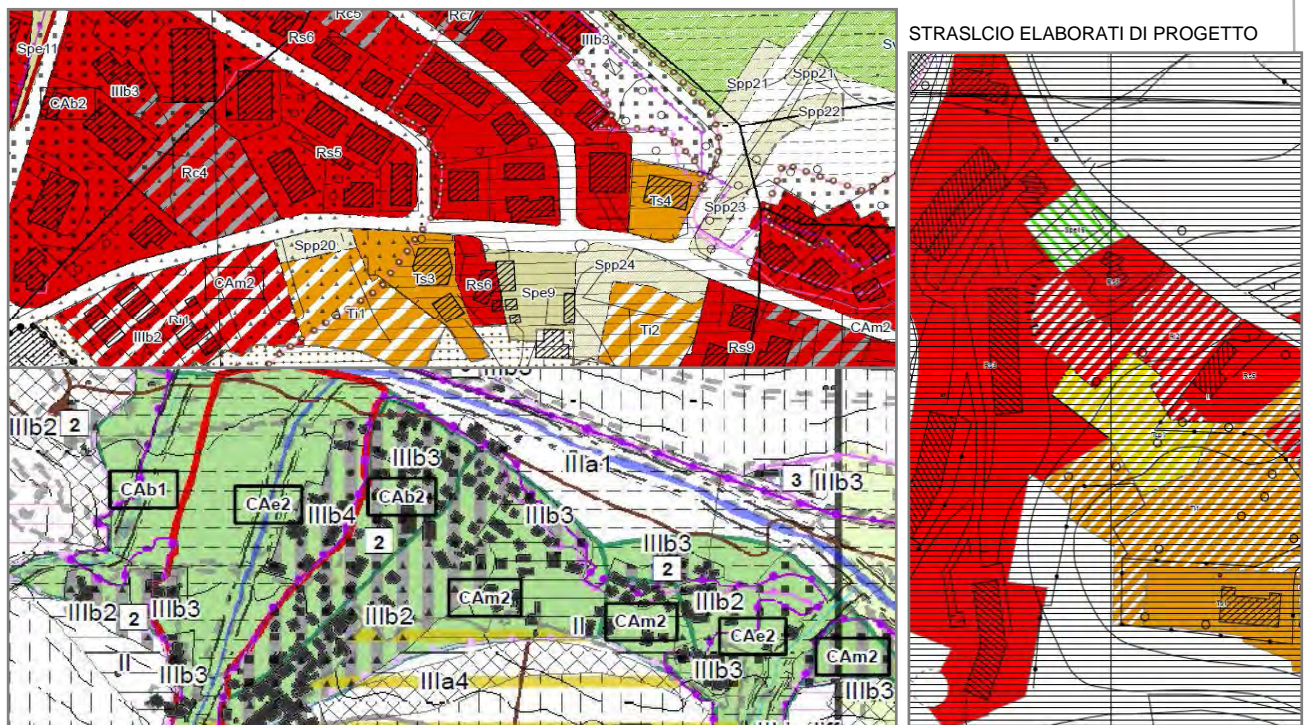 STRASLCIO ELABORATI DI PROGETTO
Rc5
Rc7
Rs6
IIIb3
Spe11
Spp21
Spp21
IIIb3
CAb2
Spp22
Rs5
Rc4
Ts4
Spp23
Spp20
CAm2
Ts3
Rs6
Spp24
Spe9
Ri1
Ti1
IIIb2
Ti2
CAm2
Rs9
IIIb3
IIIb2 2
IIIb3
IIIa1
3 IIIb3
CAb1
CAe2
CAb2
IIIb4
IIIb3
2
IIIb3
2
CAm2
IIIb2
IIIb2 2 IIIb3
IIIb2
CAm2
II
CAe2
II
CAm2
IIIb3
IIIb3
IIIa4
IIIb3